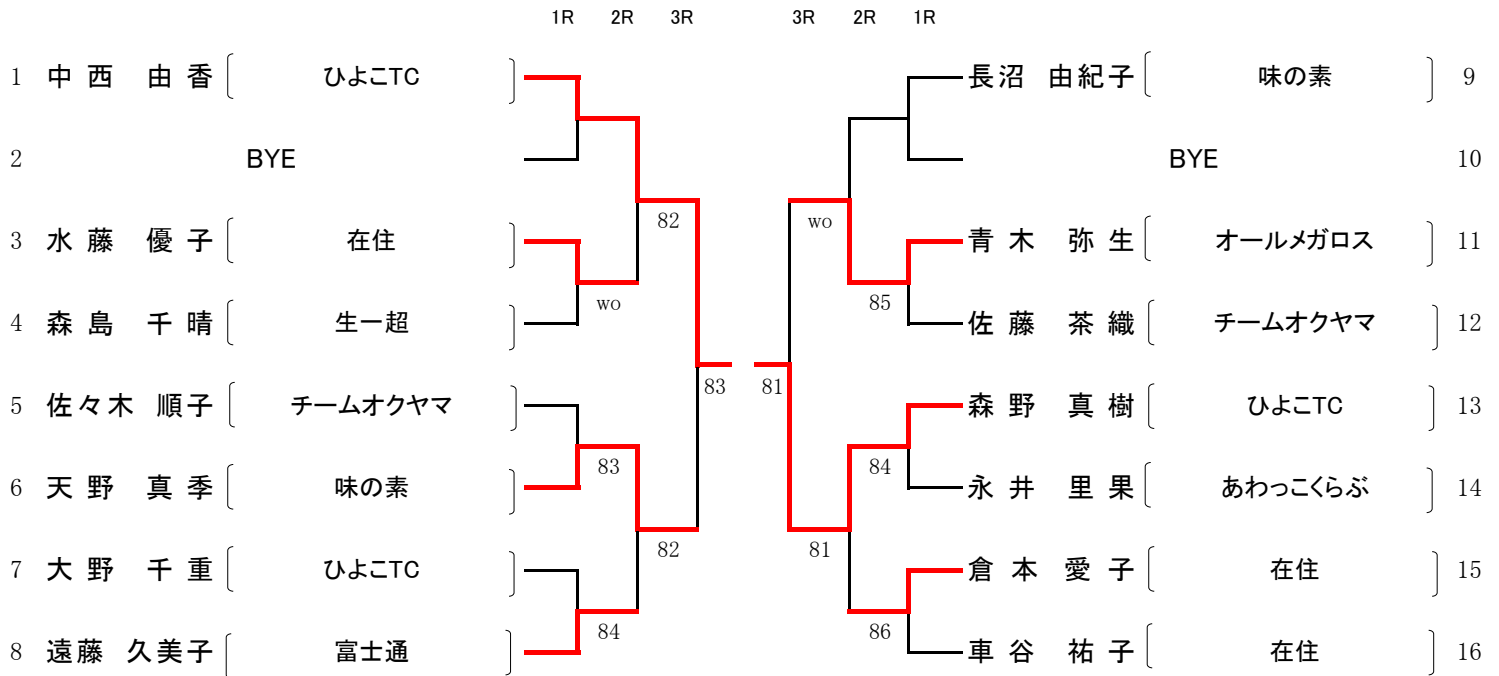 1R 2R 3R 3R 2R 1R
1 中西 由香 ひよこTC 長沼 由紀子 味の素 9
2 BYE BYE 10
82 wo
3 水藤 優子 在住 青木 弥生 オールメガロス 11
wo 85
4 森島 千晴 生一超 佐藤 茶織 チームオクヤマ 12
83 81
5 佐々木 順子 チームオクヤマ 森野 真樹 ひよこTC 13
83 84
6 天野 真季 味の素 永井 里果 あわっこくらぶ 14
82 81
7 大野 千重 ひよこTC 倉本 愛子 在住 15
84 86
8 遠藤 久美子 富士通 車谷 祐子 在住 16